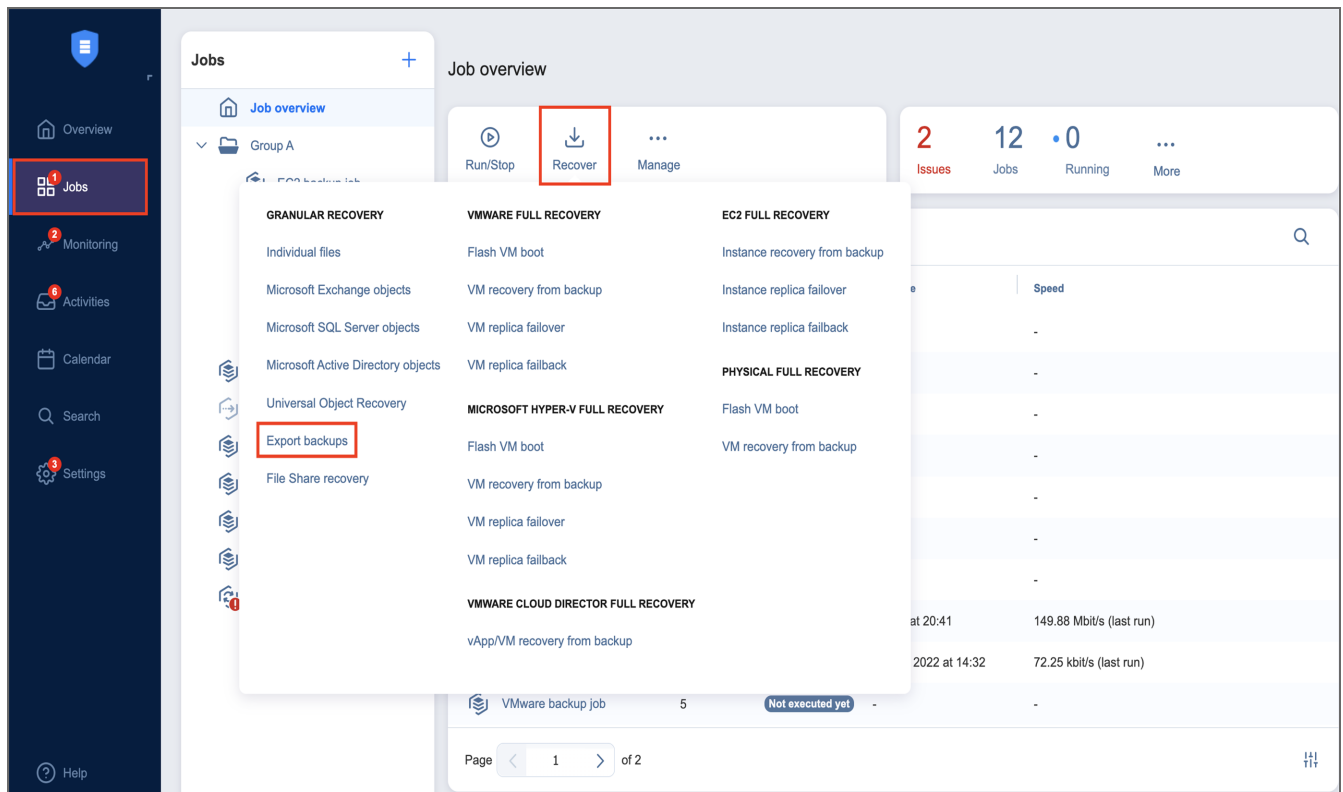 Overview
1
Jobs
2
Monitoring
6
Activities
Calendar
Search
3
Settings
Help
Jobs
+
Job overview
Group A
Job overview
Run/Stop
Recover
Manage
2
Issues
12
Jobs
0
Running
More
GRANULAR RECOVERY
Individual files
Microsoft Exchange objects
Microsoft SQL Server objects
Microsoft Active Directory objects
Universal Object Recovery
Export backups
File Share recovery
VMWARE FULL RECOVERY
Flash VM boot
VM recovery from backup
VM replica failover
VM replica failback
MICROSOFT HYPER-V FULL RECOVERY
Flash VM boot
VM recovery from backup
VM replica failover
VM replica failback
VMWARE CLOUD DIRECTOR FULL RECOVERY
vApp/VM recovery from backup
EC2 FULL RECOVERY
Instance recovery from backup
Instance replica failover
Instance replica failback
PHYSICAL FULL RECOVERY
Flash VM boot
VM recovery from backup
Speed
-
-
-
-
-
-
-
at 20:41 149.88 Mbit/s (last run)
2022 at 14:32 72.25 kbit/s (last run)
VMware backup job 5 Not executed yet - -
Page 1 of 2